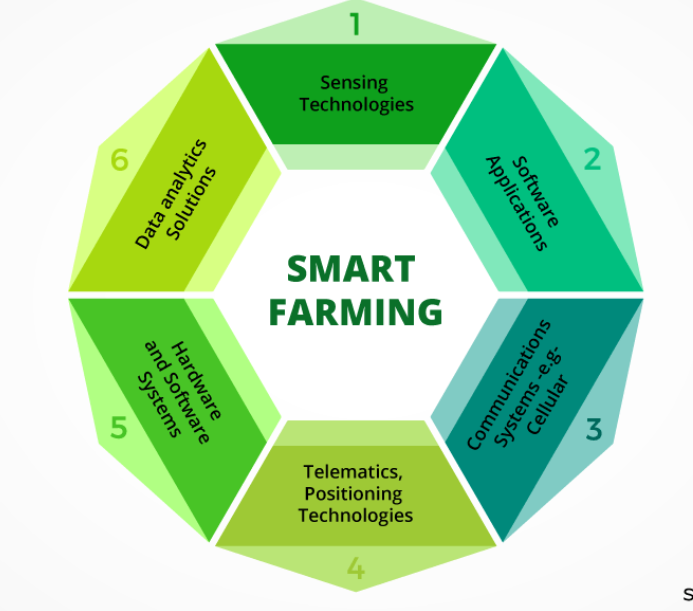 1
Sensing
Technologies
2
Software
Applications
3
Communications
Systems -e.g-
Cellular
4
Telematics,
Positioning
Technologies
5
Hardware
and Software
Systems
6
Data analytics
Solutions
SMART
FARMING
s